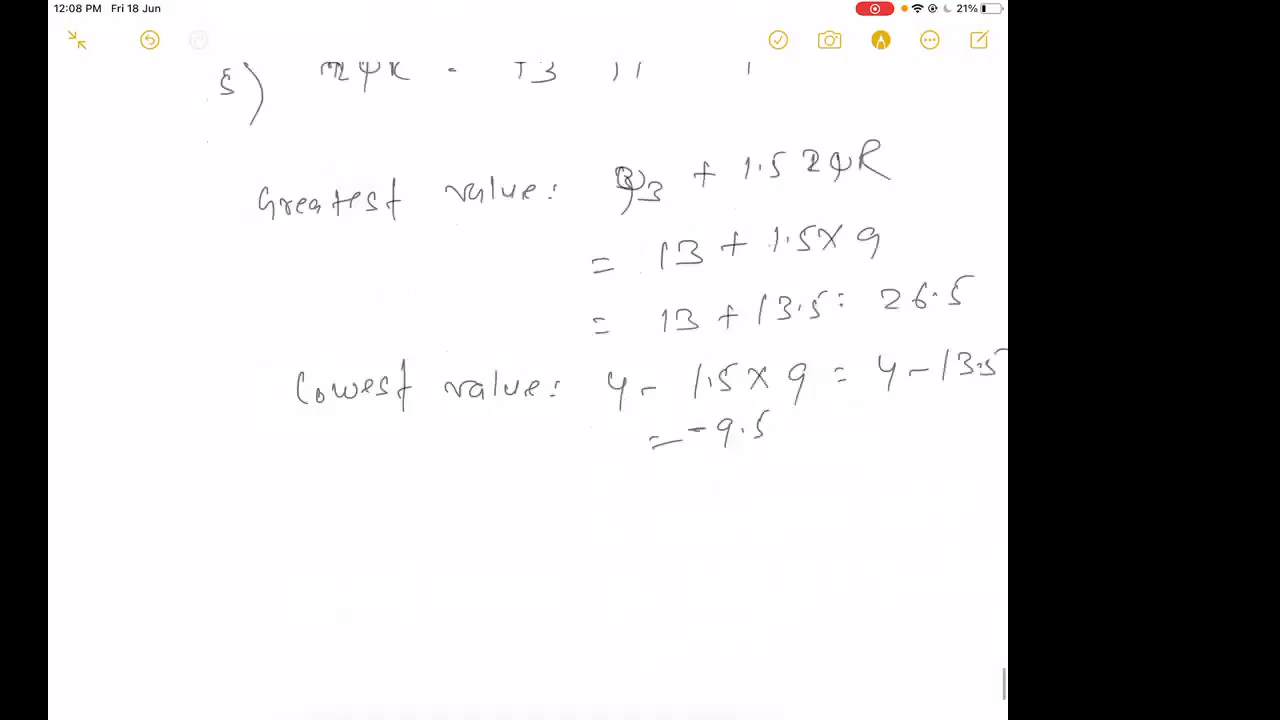 12:08 PM Fri 18 Jun 21%
5)
Greatest value: Q3 + 1.5 IQR
= 13 + 1.5 × 9
= 13 + 13.5 = 26.5
Lowest value: 4 - 1.5 × 9 = 4 - 13.5
= -9.5